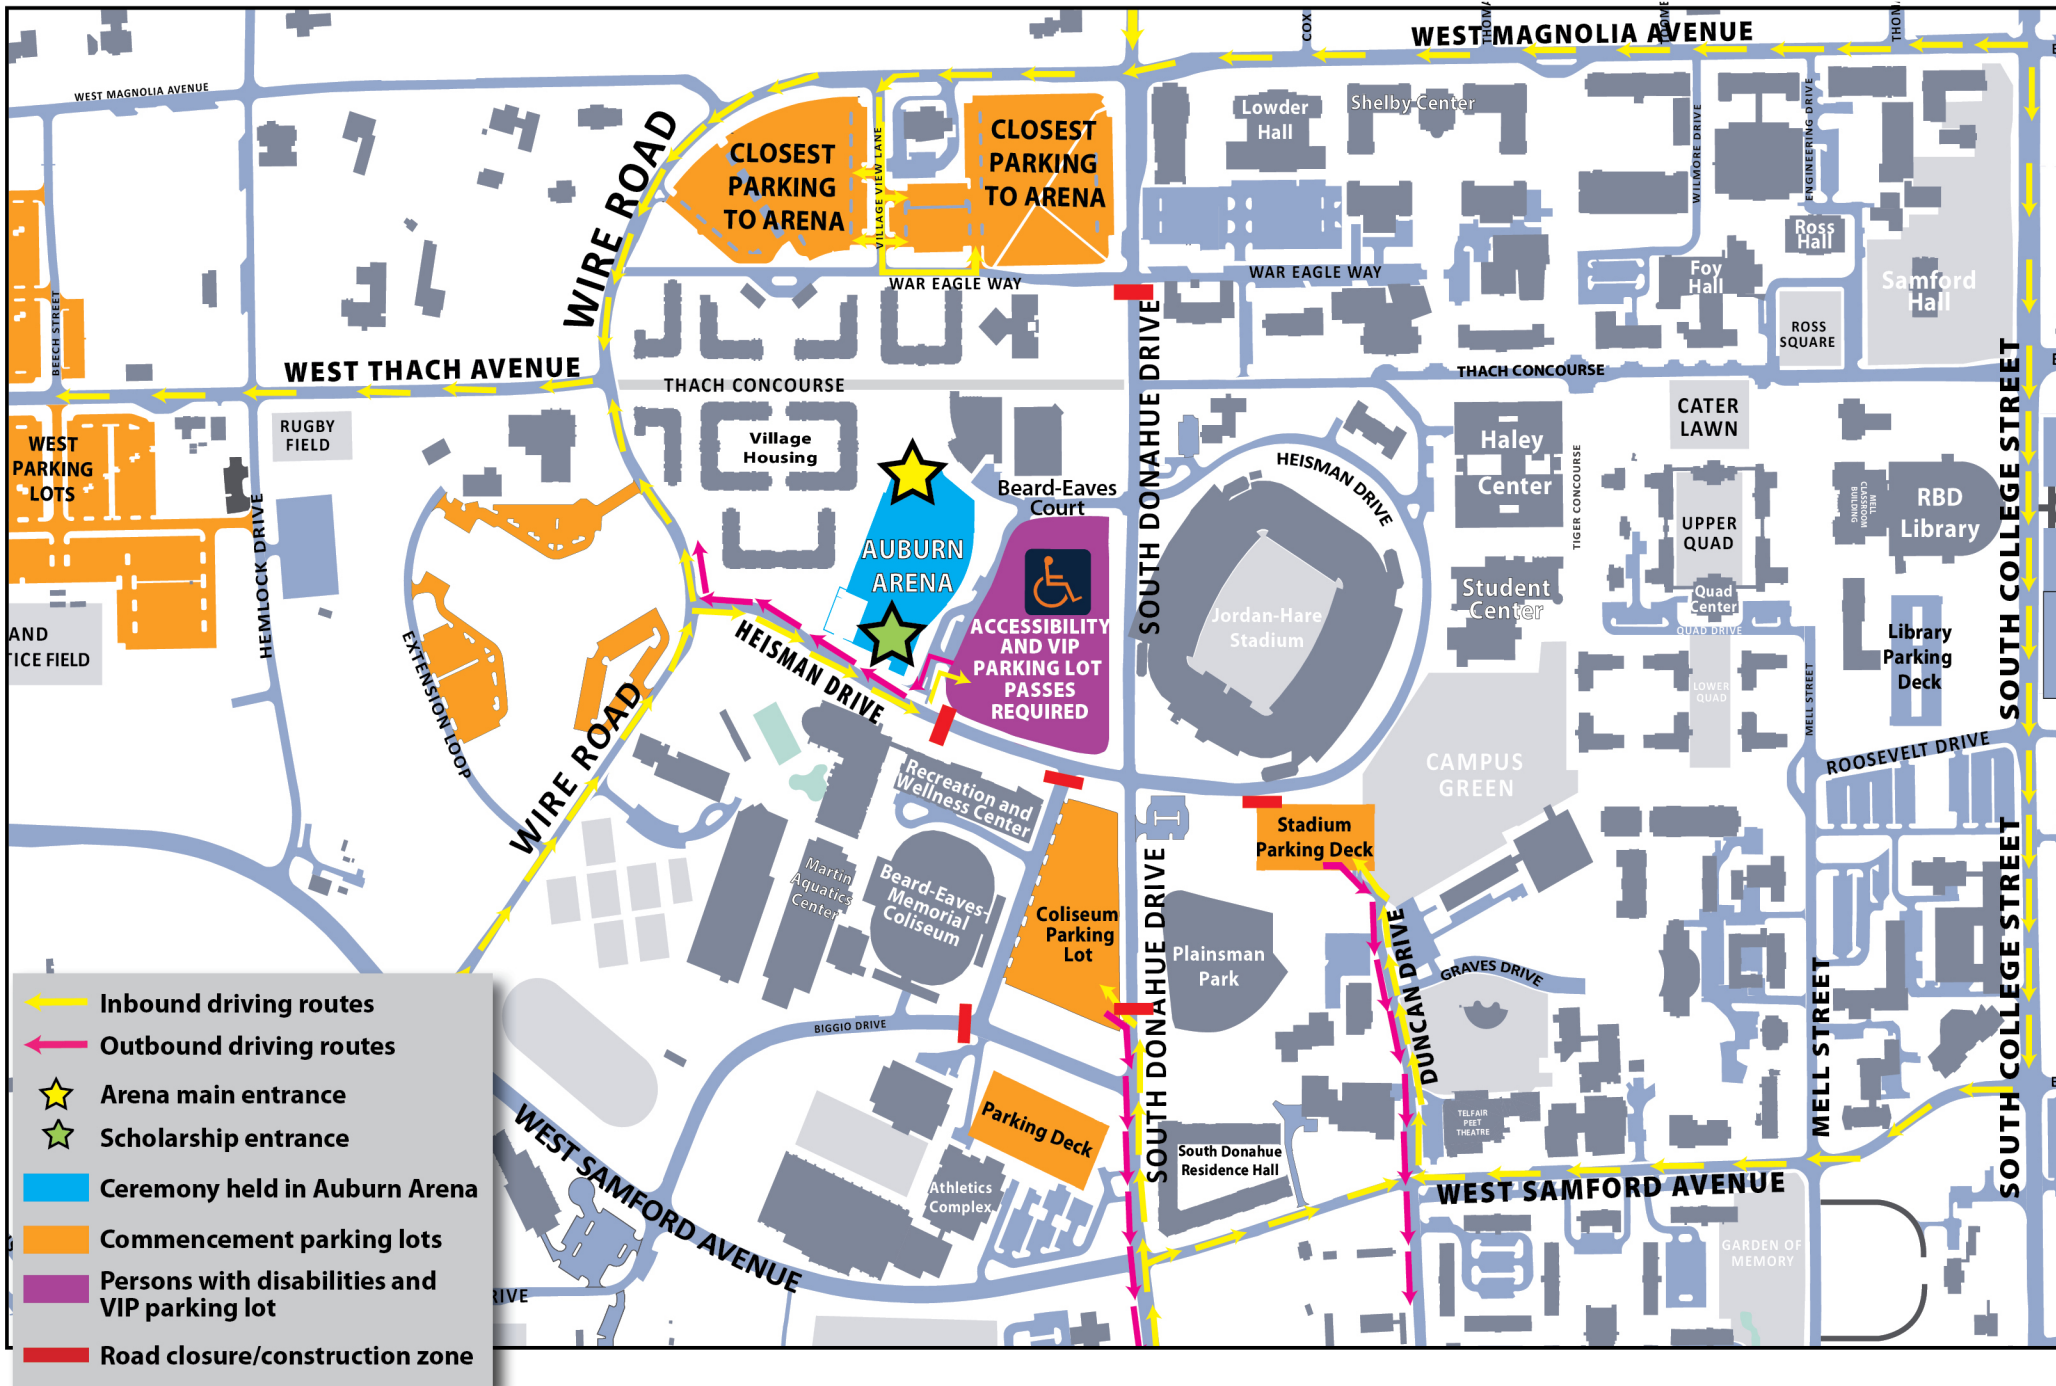 WEST MAGNOLIA AVENUE
COX
WEST MAGNOLIA AVENUE
WIRE ROAD
CLOSEST
PARKING
TO ARENA
VILLAGE VIEW LANE
CLOSEST
PARKING
TO ARENA
Lowder
Hall
Shelby Center
WILMORE DRIVE
ENGINEERING DRIVE
Ross
Hall
Foy
Hall
Samford
Hall
ROSS
SQUARE
WAR EAGLE WAY
WAR EAGLE WAY
BEECH STREET
WEST THACH AVENUE
THACH CONCOURSE
THACH CONCOURSE
SOUTH DONAHUE DRIVE
SOUTH COLLEGE STREET
WEST
PARKING
LOTS
RUGBY
FIELD
Village
Housing
Beard-Eaves
Court
HEISMAN DRIVE
Haley
Center
TIGER CONCOURSE
CATER
LAWN
UPPER
QUAD
MELL
CLASSROOM
BUILDING
RBD
Library
HEMLOCK DRIVE
AUBURN
ARENA
ACCESSIBILITY
AND VIP
PARKING LOT
PASSES
REQUIRED
Jordan-Hare
Stadium
Student
Center
Quad
Center
QUAD DRIVE
LOWER
QUAD
MELL STREET
Library
Parking
Deck
AND
TICE FIELD
EXTENSION LOOP
HEISMAN DRIVE
WIRE ROAD
CAMPUS
GREEN
ROOSEVELT DRIVE
Recreation and
Wellness Center
Martin
Aquatics
Center
Beard-Eaves-
Memorial
Coliseum
Coliseum
Parking
Lot
Stadium
Parking Deck
SOUTH DONAHUE DRIVE
Plainsman
Park
DUNCAN DRIVE
GRAVES DRIVE
MELL STREET
SOUTH COLLEGE STREET
BIGGIO DRIVE
Parking Deck
TELFAIR
PEET
THEATRE
South Donahue
Residence Hall
Athletics
Complex
WEST SAMFORD AVENUE
WEST SAMFORD AVENUE
GARDEN OF
MEMORY
RIVE
Inbound driving routes
Outbound driving routes
Arena main entrance
Scholarship entrance
Ceremony held in Auburn Arena
Commencement parking lots
Persons with disabilities and
VIP parking lot
Road closure/construction zone